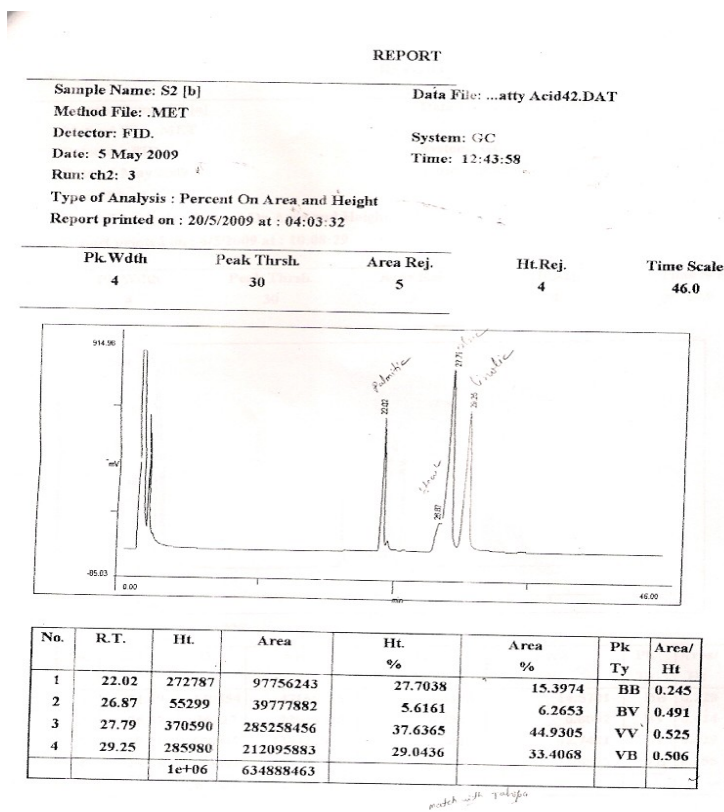 REPORT
Sample Name: S2 [b]
Data File: ...atty Acid42.DAT
Method File: .MET
Detector: FID.
System: GC
Date: 5 May 2009
Time: 12:43:58
Run: ch2: 3
Type of Analysis : Percent On Area and Height
Report printed on : 20/5/2009 at : 04:03:32
Pk.Wdth Peak Thrsh. Area Rej. Ht.Rej. Time Scale
4 30 5 4 46.0
914.98
mV
-85.03
0.00
min
46.00
Palmitic
22.02
26.87
27.79
29.25
No. R.T. Ht. Area Ht. % Area % Pk Ty Area/ Ht
1 22.02 272787 97756243 27.7038 15.3974 BB 0.245
2 26.87 55299 39777882 5.6161 6.2653 BV 0.491
3 27.79 370590 285258456 37.6365 44.9305 VV 0.525
4 29.25 285980 212095883 29.0436 33.4068 VB 0.506
1e+06 634888463
match with